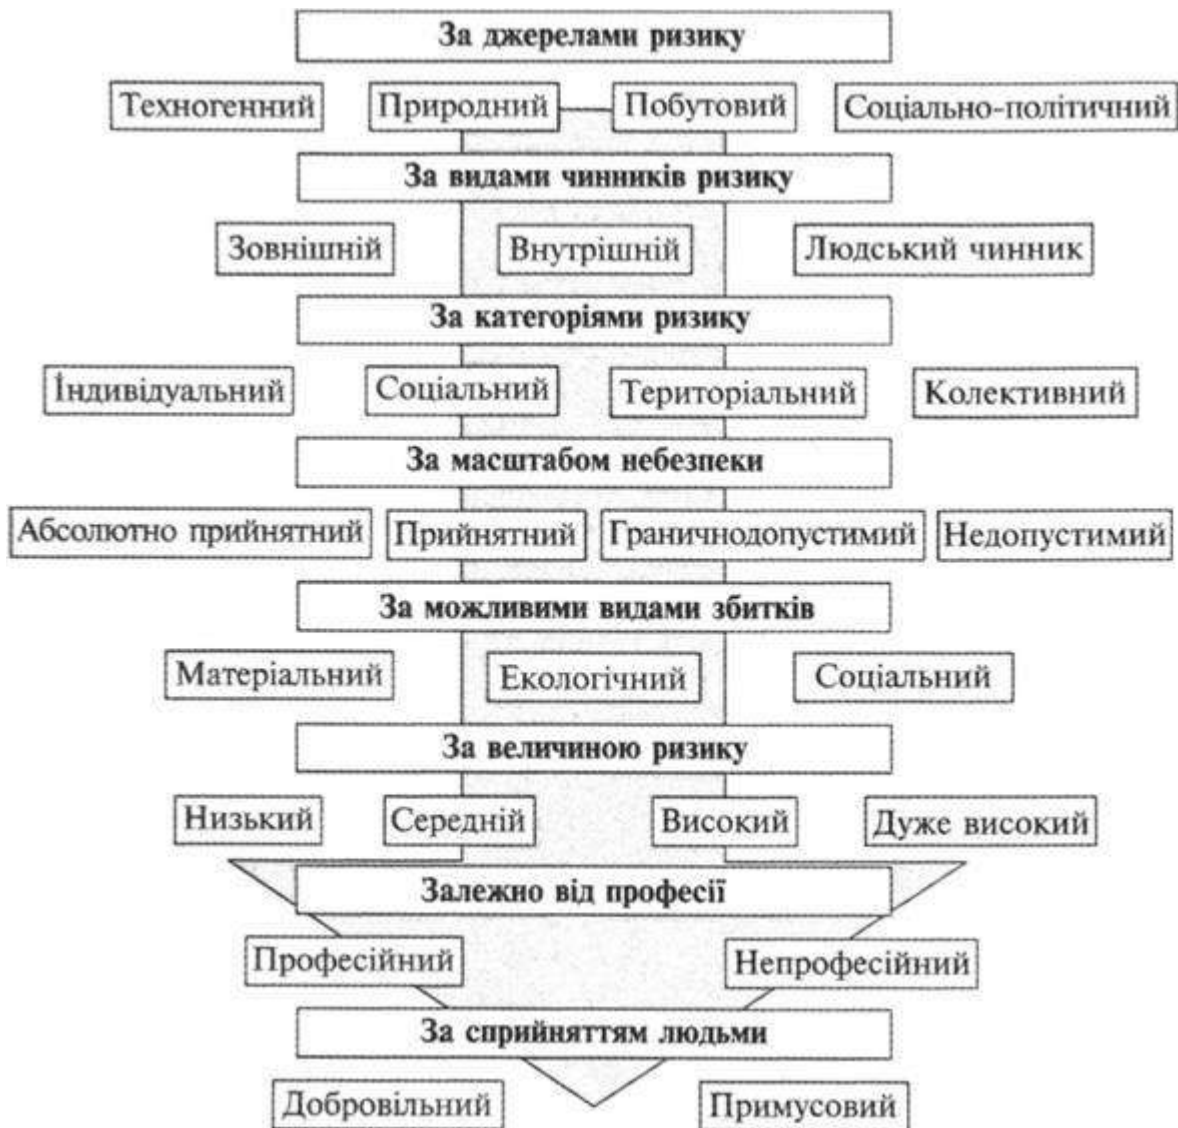 За джерелами ризику
Техногенний Природний Побутовий Соціально-політичний
За видами чинників ризику
Зовнішній Внутрішній Людський чинник
За категоріями ризику
Індивідуальний Соціальний Територіальний Колективний
За масштабом небезпеки
Абсолютно прийнятний Прийнятний Граничнодопустимий Недопустимий
За можливими видами збитків
Матеріальний Екологічний Соціальний
За величиною ризику
Низький Середній Високий Дуже високий
Залежно від професії
Професійний Непрофесійний
За сприйняттям людьми
Добровільний Примусовий